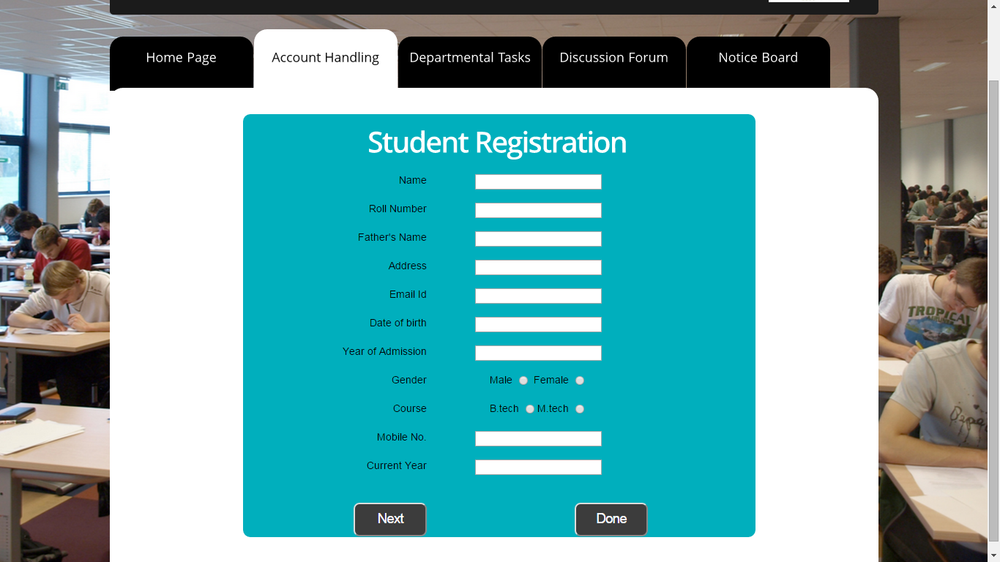 Home Page Account Handling Departmental Tasks Discussion Forum Notice Board
Student Registration
Name
Roll Number
Father's Name
Address
Email Id
Date of birth
Year of Admission
Gender Male Female
Course B.tech M.tech
Mobile No.
Current Year
Next Done
TROPICAL